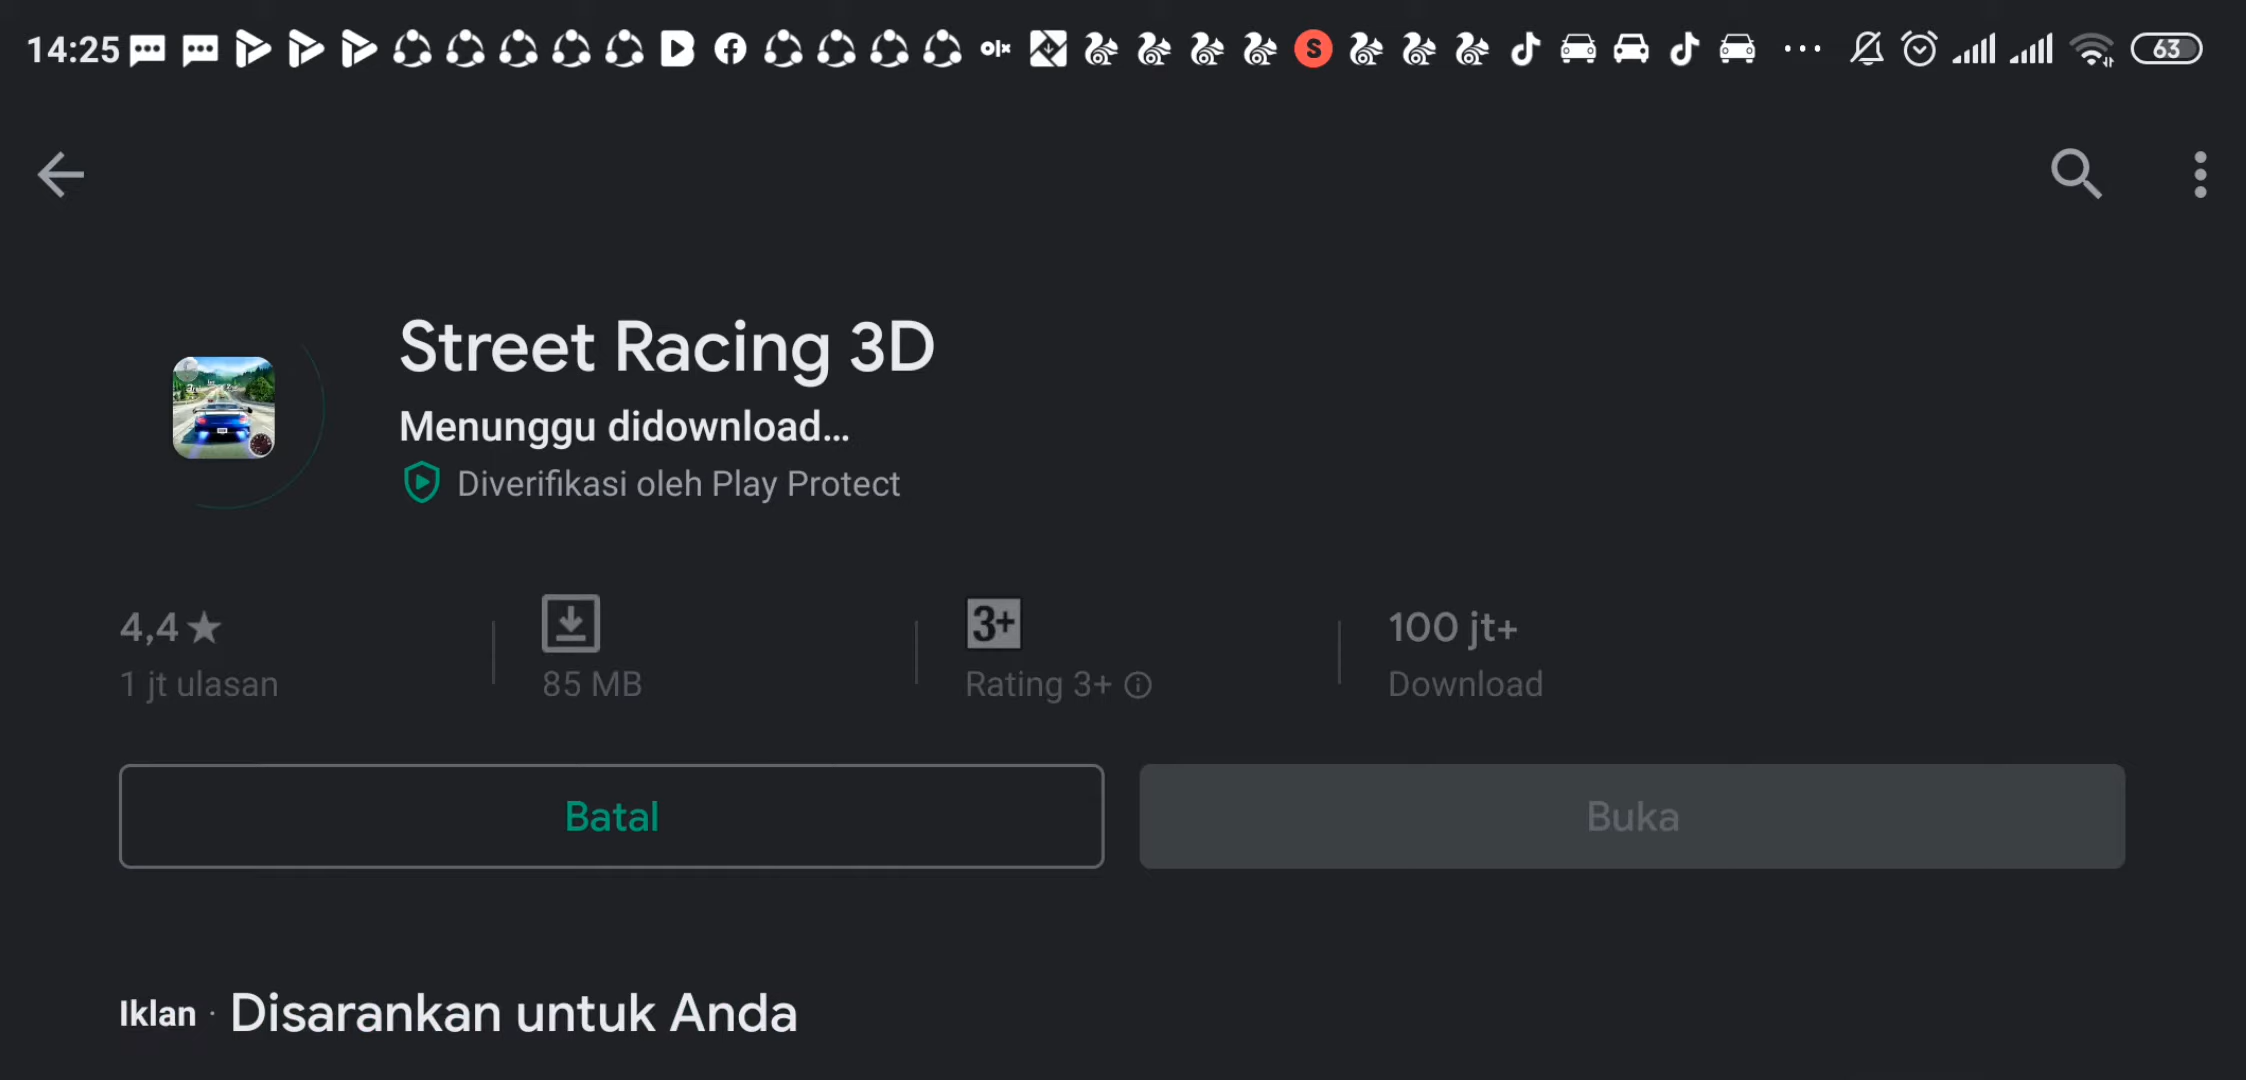 14:25 olx S 63
Street Racing 3D
Menunggu didownload...
Diverifikasi oleh Play Protect
4,4★
1 jt ulasan
85 MB
3+
Rating 3+
100 jt+
Download
Batal
Buka
Iklan · Disarankan untuk Anda